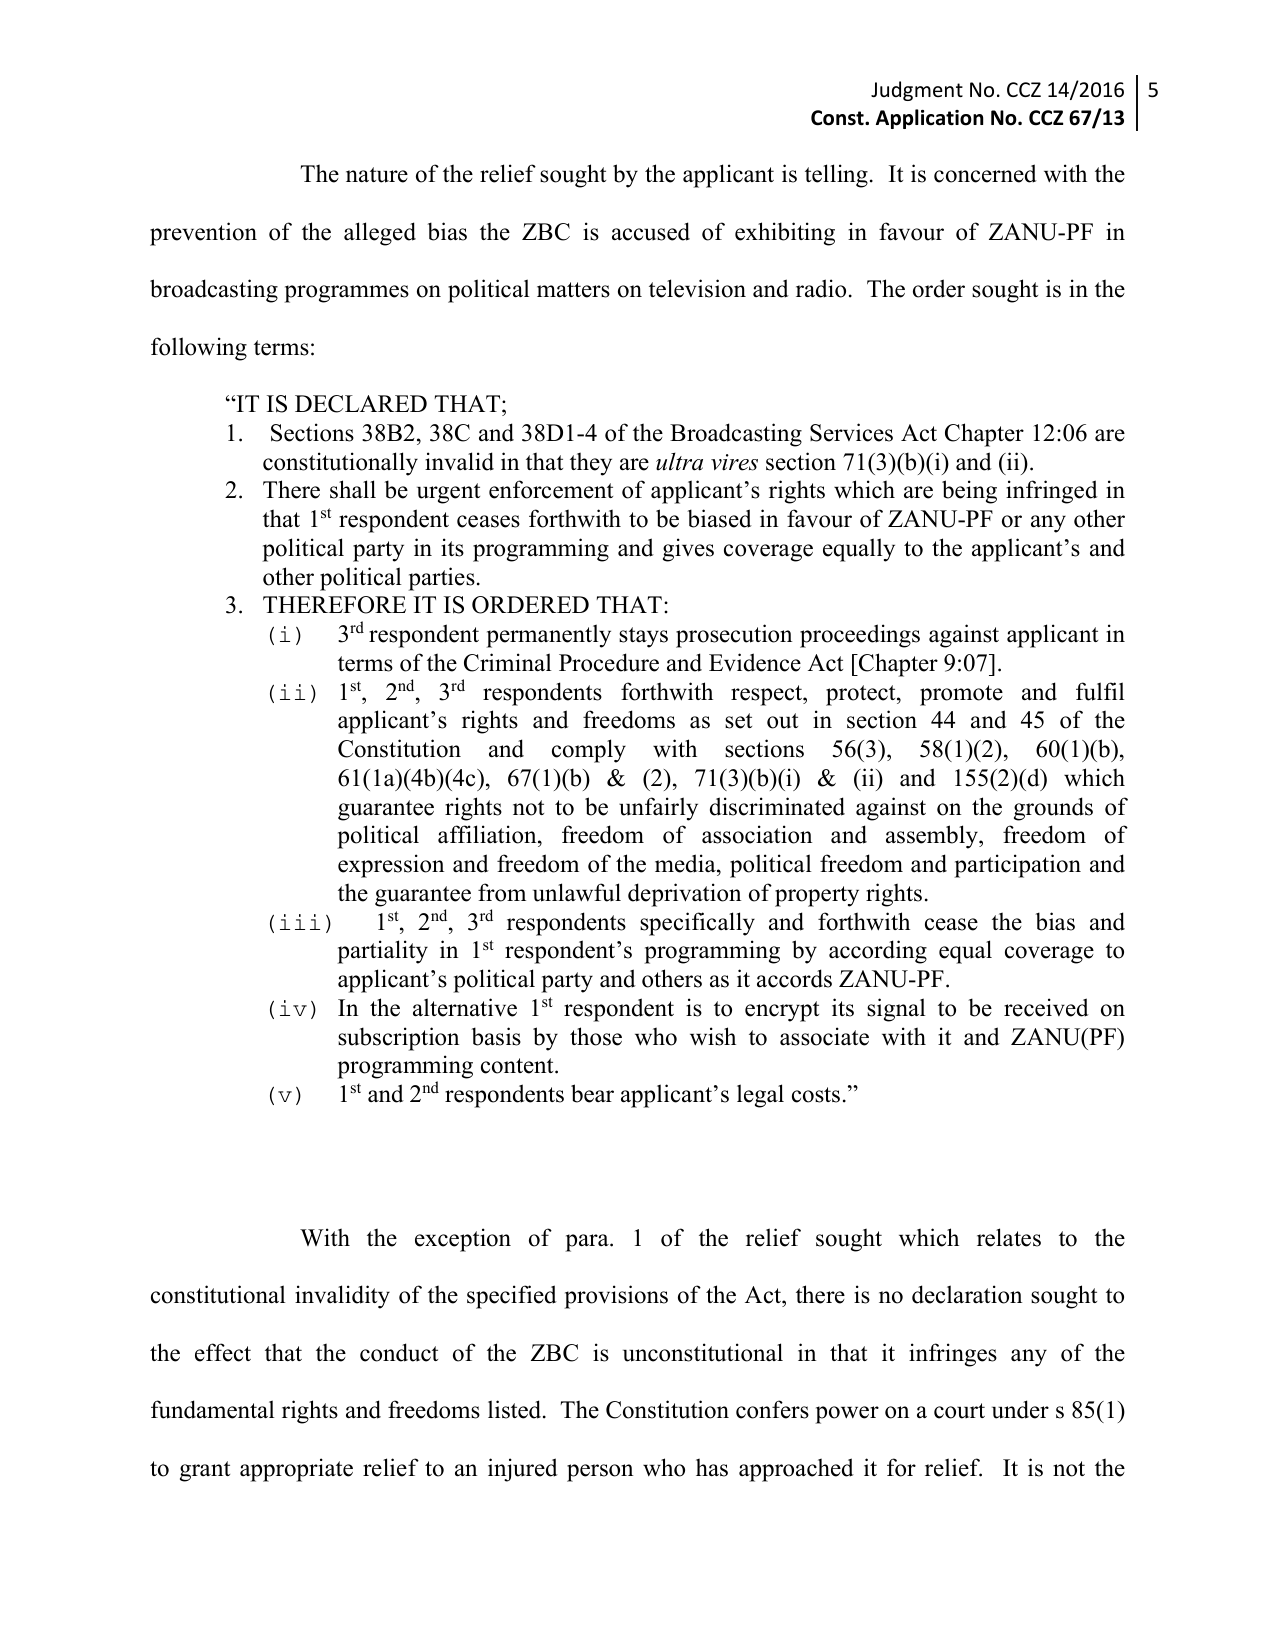 Judgment No. CCZ 14/2016 5
Const. Application No. CCZ 67/13
The nature of the relief sought by the applicant is telling. It is concerned with the
prevention of the alleged bias the ZBC is accused of exhibiting in favour of ZANU-PF in
broadcasting programmes on political matters on television and radio. The order sought is in the
following terms:
“IT IS DECLARED THAT;
1. Sections 38B2, 38C and 38D1-4 of the Broadcasting Services Act Chapter 12:06 are
constitutionally invalid in that they are ultra vires section 71(3)(b)(i) and (ii).
2. There shall be urgent enforcement of applicant’s rights which are being infringed in
that 1st respondent ceases forthwith to be biased in favour of ZANU-PF or any other
political party in its programming and gives coverage equally to the applicant’s and
other political parties.
3. THEREFORE IT IS ORDERED THAT:
(i) 3rd respondent permanently stays prosecution proceedings against applicant in
terms of the Criminal Procedure and Evidence Act [Chapter 9:07].
(ii) 1st, 2nd, 3rd respondents forthwith respect, protect, promote and fulfil
applicant’s rights and freedoms as set out in section 44 and 45 of the
Constitution and comply with sections 56(3), 58(1)(2), 60(1)(b),
61(1a)(4b)(4c), 67(1)(b) & (2), 71(3)(b)(i) & (ii) and 155(2)(d) which
guarantee rights not to be unfairly discriminated against on the grounds of
political affiliation, freedom of association and assembly, freedom of
expression and freedom of the media, political freedom and participation and
the guarantee from unlawful deprivation of property rights.
(iii) 1st, 2nd, 3rd respondents specifically and forthwith cease the bias and
partiality in 1st respondent’s programming by according equal coverage to
applicant’s political party and others as it accords ZANU-PF.
(iv) In the alternative 1st respondent is to encrypt its signal to be received on
subscription basis by those who wish to associate with it and ZANU(PF)
programming content.
(v) 1st and 2nd respondents bear applicant’s legal costs.”
With the exception of para. 1 of the relief sought which relates to the
constitutional invalidity of the specified provisions of the Act, there is no declaration sought to
the effect that the conduct of the ZBC is unconstitutional in that it infringes any of the
fundamental rights and freedoms listed. The Constitution confers power on a court under s 85(1)
to grant appropriate relief to an injured person who has approached it for relief. It is not the